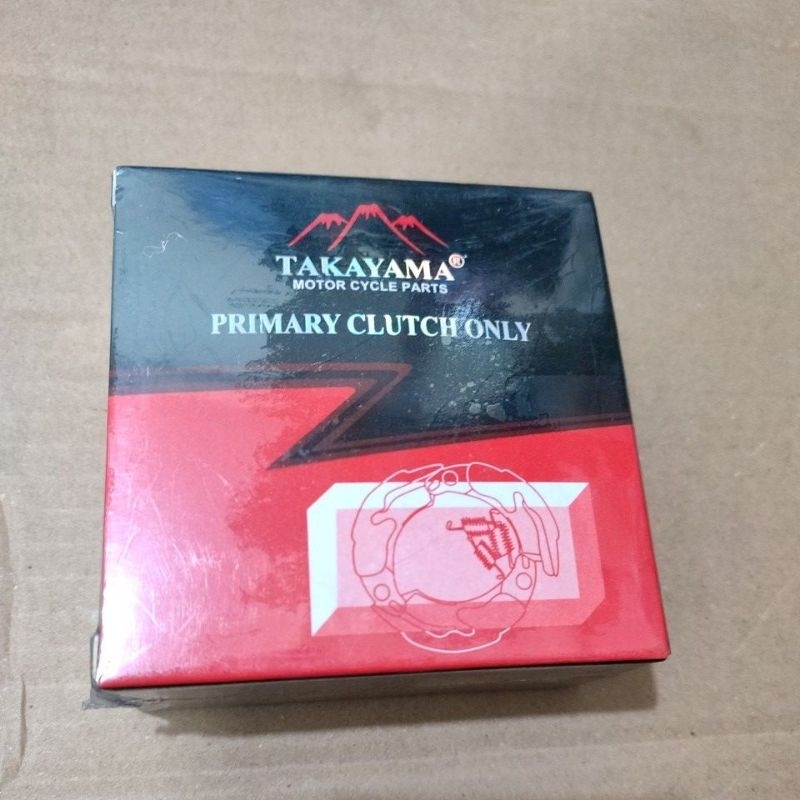 TAKAYAMA®
MOTOR CYCLE PARTS
PRIMARY CLUTCH ONLY